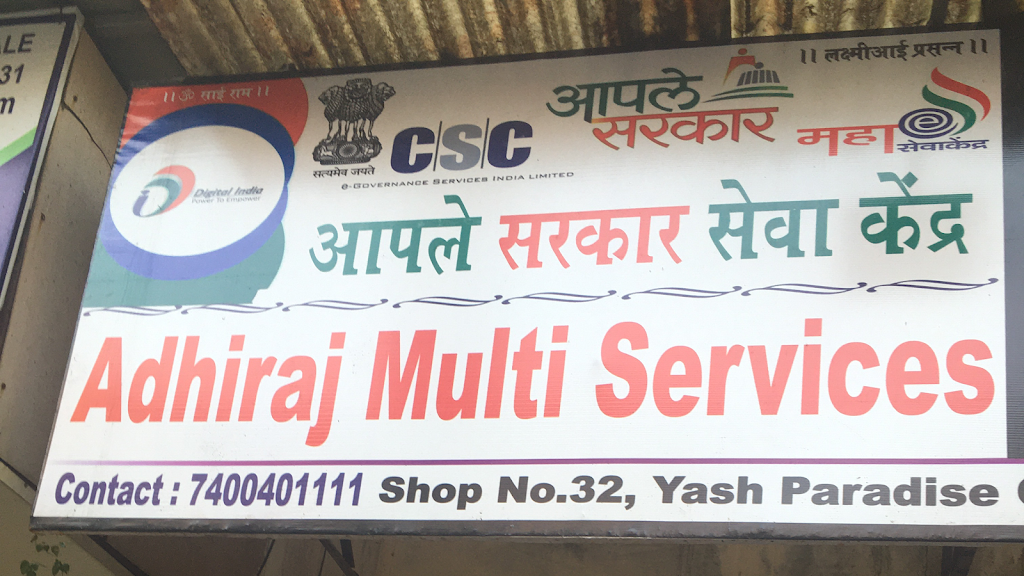 ALE
31
m
।। ॐ साई राम ।।
।। लक्ष्मीआई प्रसन्न ।।
Digital India
Power To Empower
सत्यमेव जयते
CSC
e-Governance Services India Limited
आपले
सरकार
महा
सेवाकेंद्र
आपले सरकार सेवा केंद्र
Adhiraj Multi Services
Contact : 7400401111 Shop No.32, Yash Paradise